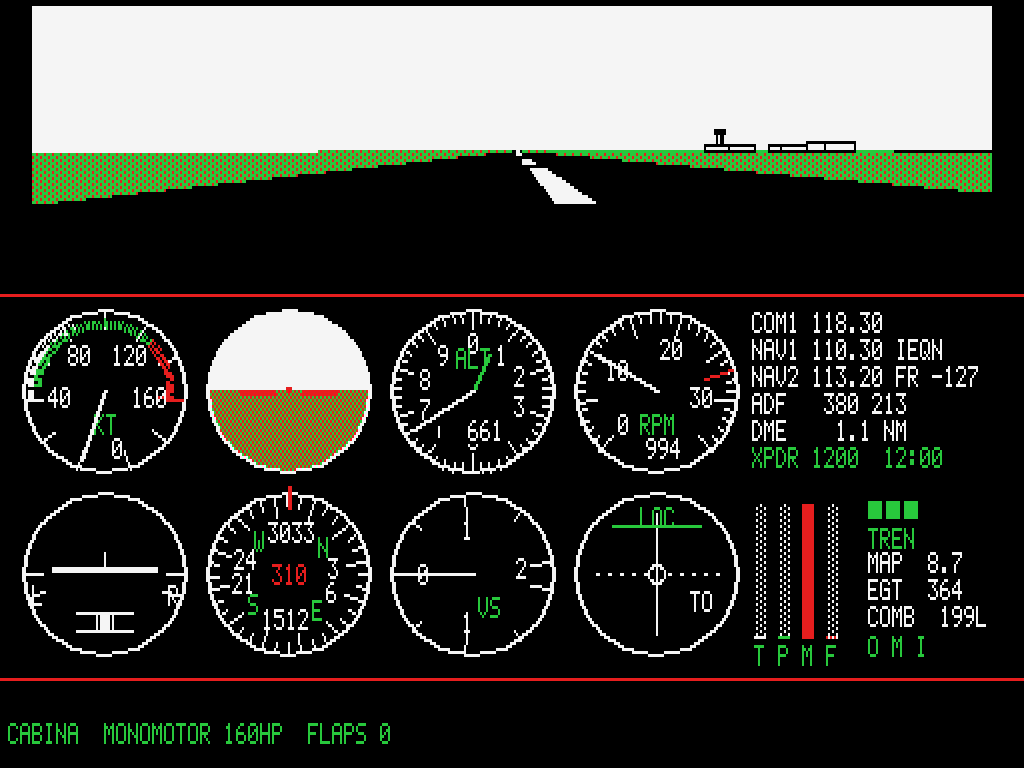 80 120
40 160
KT
0
0
9 ALT 1
8 2
7 3
661
20
10
30
0 RPM
994
COM1 118.30
NAV1 110.30 IEQN
NAV2 113.20 FR -127
ADF 380 213
DME 1.1 NM
XPDR 1200 12:00
L R
3033
W N
24 3
310
21 6
S E
1512
1
0 2
VS
1
LOC
TO
T P M F
TREN
MAP 8.7
EGT 364
COMB 199L
O M I
CABINA MONOMOTOR 160HP FLAPS 0